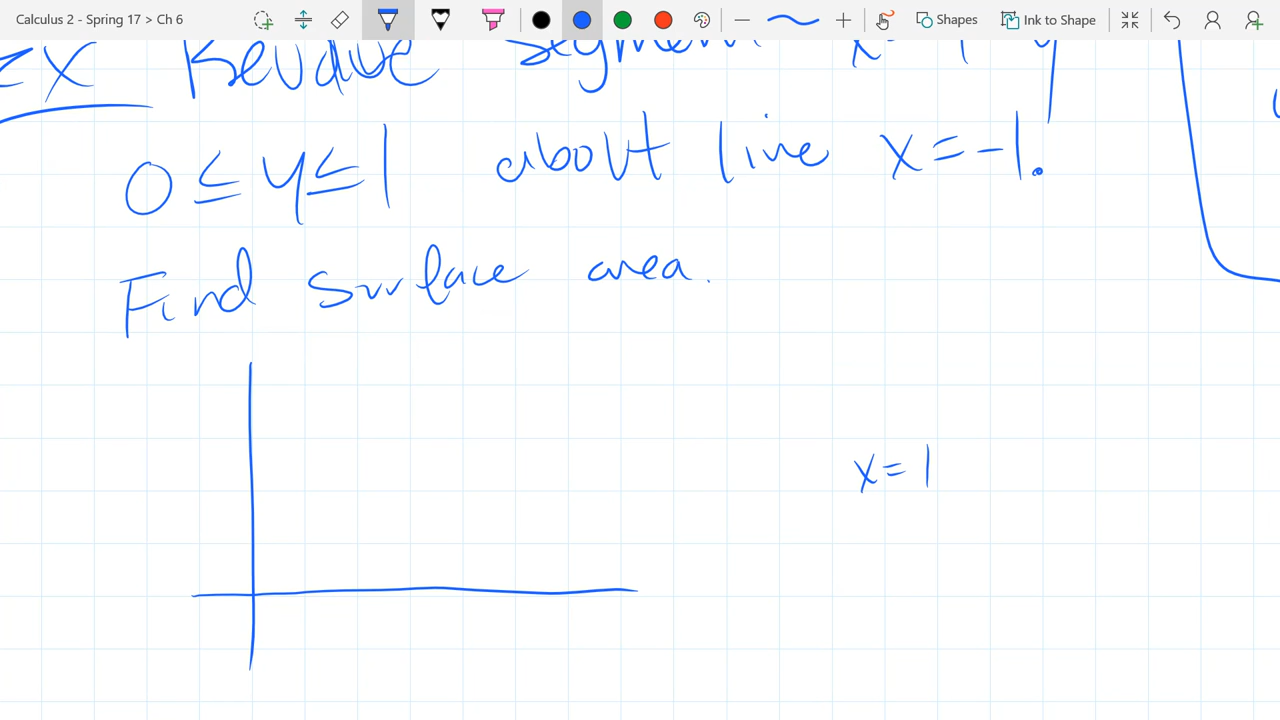 Calculus 2 - Spring 17 > Ch 6
Shapes
Ink to Shape
EX Revolve segment x = 1 - y
0 ≤ y ≤ 1 about line x = -1.
Find surface area.
x = 1